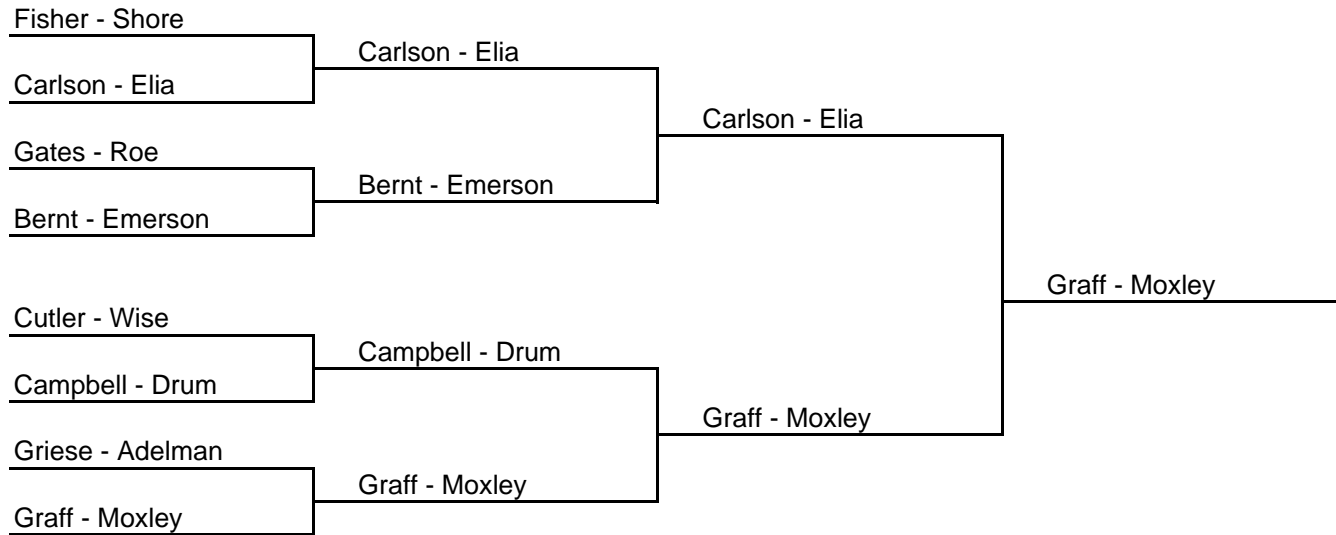 Fisher - Shore
Carlson - Elia
Carlson - Elia
Carlson - Elia
Gates - Roe
Bernt - Emerson
Bernt - Emerson
Graff - Moxley
Cutler - Wise
Campbell - Drum
Campbell - Drum
Graff - Moxley
Griese - Adelman
Graff - Moxley
Graff - Moxley